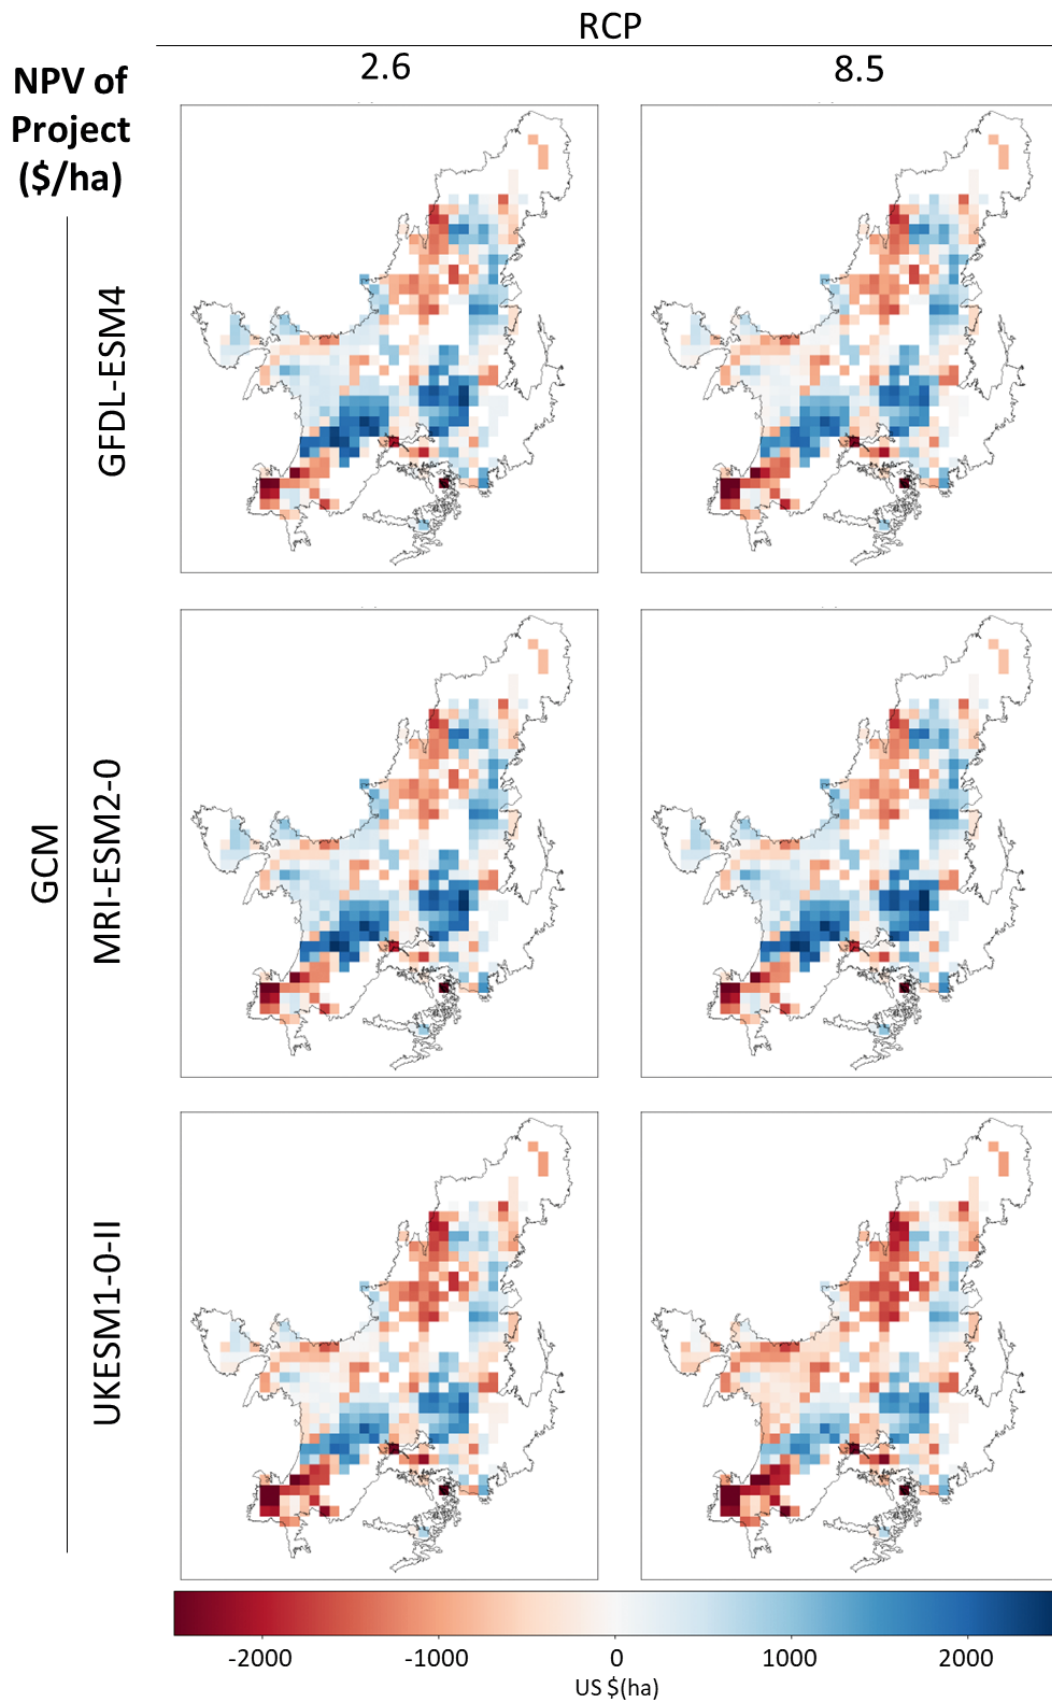 RCP
2.6
8.5
NPV of
Project
($/ha)
GFDL-ESM4
GCM
MRI-ESM2-0
UKESM1-0-II
-2000
-1000
0
1000
2000
US $(ha)